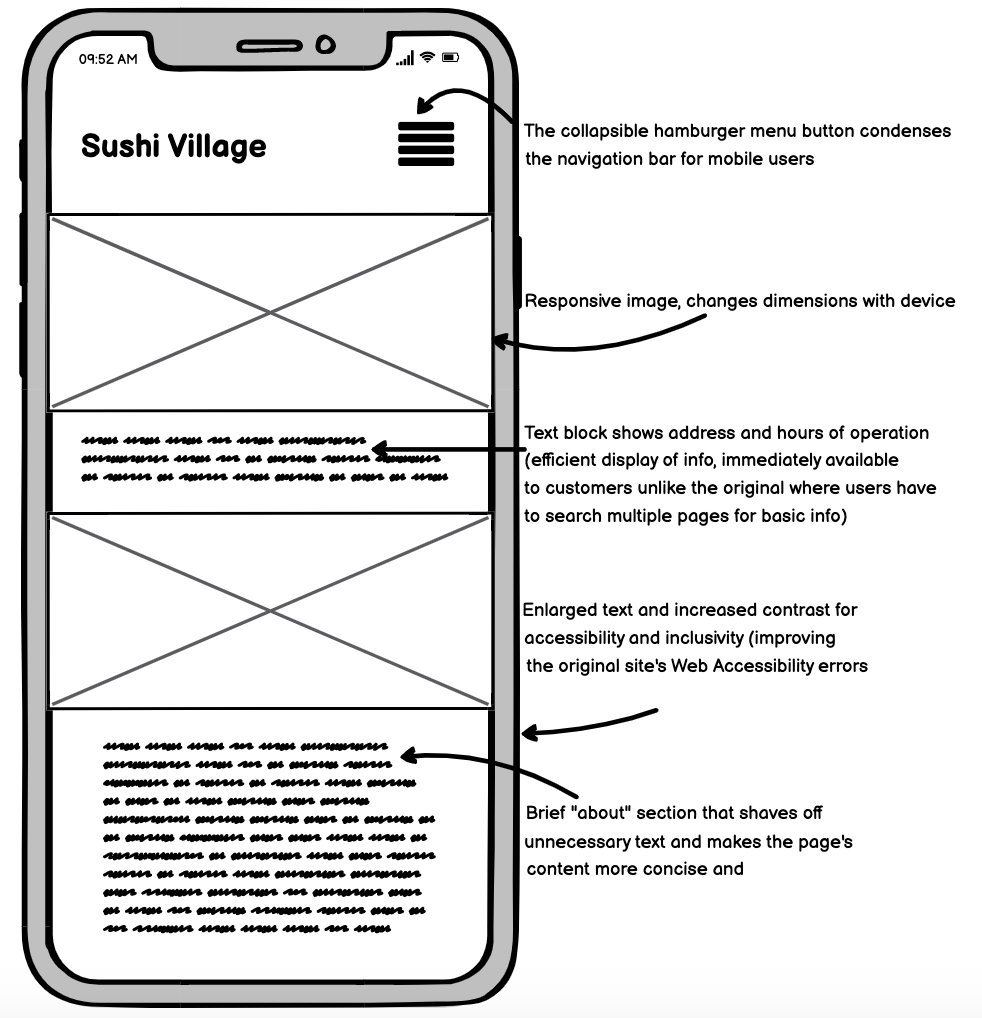 09:52 AM
Sushi Village
The collapsible hamburger menu button condenses
the navigation bar for mobile users
Responsive image, changes dimensions with device
Text block shows address and hours of operation
(efficient display of info, immediately available
to customers unlike the original where users have
to search multiple pages for basic info)
Enlarged text and increased contrast for
accessibility and inclusivity (improving
the original site's Web Accessibility errors
Brief "about" section that shaves off
unnecessary text and makes the page's
content more concise and